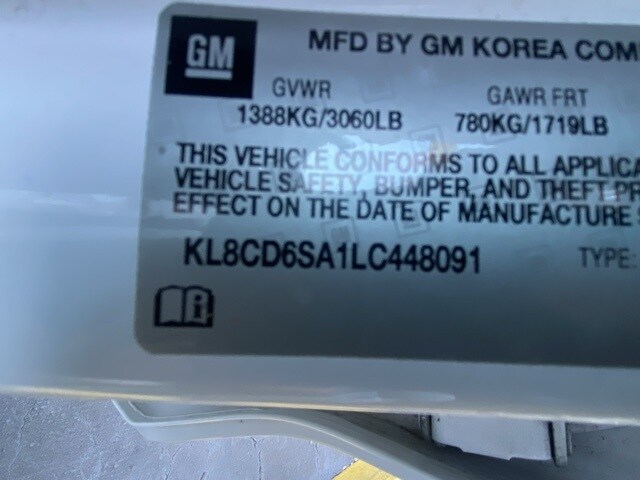 GM
MFD BY GM KOREA COM
GVWR GAWR FRT
1388KG/3060LB 780KG/1719LB
THIS VEHICLE CONFORMS TO ALL APPLICA
VEHICLE SAFETY, BUMPER, AND THEFT PR
EFFECT ON THE DATE OF MANUFACTURE
KL8CD6SA1LC448091 TYPE:
i